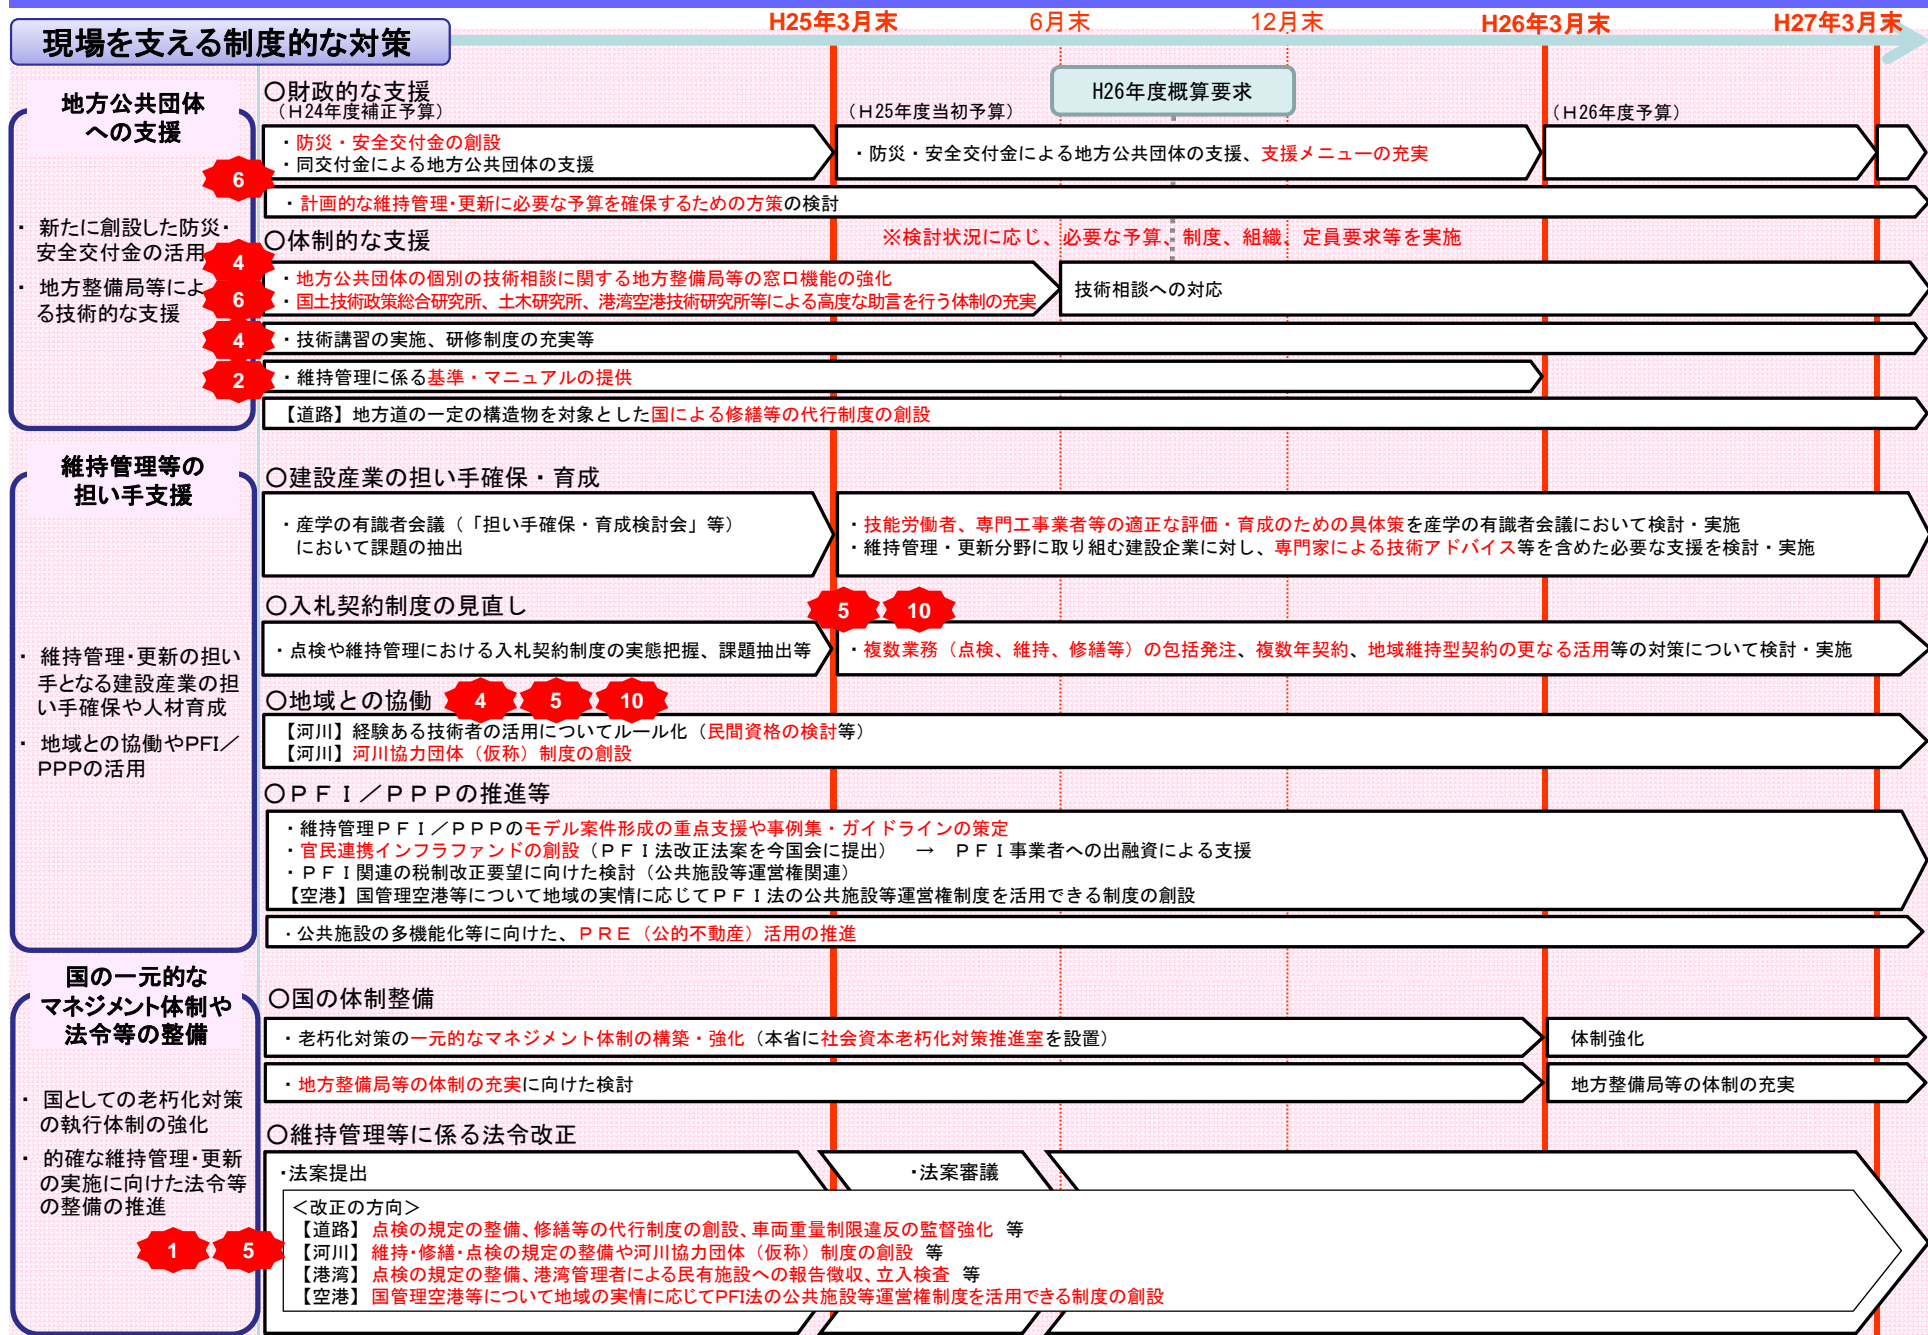 H25年3月末
6月末
12月末
H26年3月末
H27年3月末
現場を支える制度的な対策
地方公共団体
への支援
・ 新たに創設した防災・
安全交付金の活用
・ 地方整備局等によ
る技術的な支援
〇財政的な支援
（H24年度補正予算）
（H25年度当初予算）
H26年度概算要求
（H26年度予算）
・防災・安全交付金の創設
・同交付金による地方公共団体の支援
・防災・安全交付金による地方公共団体の支援、支援メニューの充実
6
・計画的な維持管理・更新に必要な予算を確保するための方策の検討
〇体制的な支援
※検討状況に応じ、必要な予算、制度、組織、定員要求等を実施
4
・地方公共団体の個別の技術相談に関する地方整備局等の窓口機能の強化
6
・国土技術政策総合研究所、土木研究所、港湾空港技術研究所等による高度な助言を行う体制の充実
技術相談への対応
4
・技術講習の実施、研修制度の充実等
2
・維持管理に係る基準・マニュアルの提供
【道路】地方道の一定の構造物を対象とした国による修繕等の代行制度の創設
維持管理等の
担い手支援
・ 維持管理・更新の担い
手となる建設産業の担
い手確保や人材育成
・ 地域との協働やPFI／
PPPの活用
〇建設産業の担い手確保・育成
・産学の有識者会議（「担い手確保・育成検討会」等）
において課題の抽出
・技能労働者、専門工事業者等の適正な評価・育成のための具体策を産学の有識者会議において検討・実施
・維持管理・更新分野に取り組む建設企業に対し、専門家による技術アドバイス等を含めた必要な支援を検討・実施
〇入札契約制度の見直し
5
10
・点検や維持管理における入札契約制度の実態把握、課題抽出等
・複数業務（点検、維持、修繕等）の包括発注、複数年契約、地域維持型契約の更なる活用等の対策について検討・実施
〇地域との協働
4
5
10
【河川】経験ある技術者の活用についてルール化（民間資格の検討等）
【河川】河川協力団体（仮称）制度の創設
〇ＰＦＩ／ＰＰＰの推進等
・維持管理ＰＦＩ／ＰＰＰのモデル案件形成の重点支援や事例集・ガイドラインの策定
・官民連携インフラファンドの創設（ＰＦＩ法改正法案を今国会に提出） → ＰＦＩ事業者への出融資による支援
・ＰＦＩ関連の税制改正要望に向けた検討（公共施設等運営権関連）
【空港】国管理空港等について地域の実情に応じてＰＦＩ法の公共施設等運営権制度を活用できる制度の創設
・公共施設の多機能化等に向けた、ＰＲＥ（公的不動産）活用の推進
国の一元的な
マネジメント体制や
法令等の整備
・ 国としての老朽化対策
の執行体制の強化
・ 的確な維持管理・更新
の実施に向けた法令等
の整備の推進
〇国の体制整備
・老朽化対策の一元的なマネジメント体制の構築・強化（本省に社会資本老朽化対策推進室を設置）
体制強化
・地方整備局等の体制の充実に向けた検討
地方整備局等の体制の充実
〇維持管理等に係る法令改正
・法案提出
・法案審議
1
5
＜改正の方向＞
【道路】点検の規定の整備、修繕等の代行制度の創設、車両重量制限違反の監督強化 等
【河川】維持・修繕・点検の規定の整備や河川協力団体（仮称）制度の創設 等
【港湾】点検の規定の整備、港湾管理者による民有施設への報告徴収、立入検査 等
【空港】国管理空港等について地域の実情に応じてPFI法の公共施設等運営権制度を活用できる制度の創設